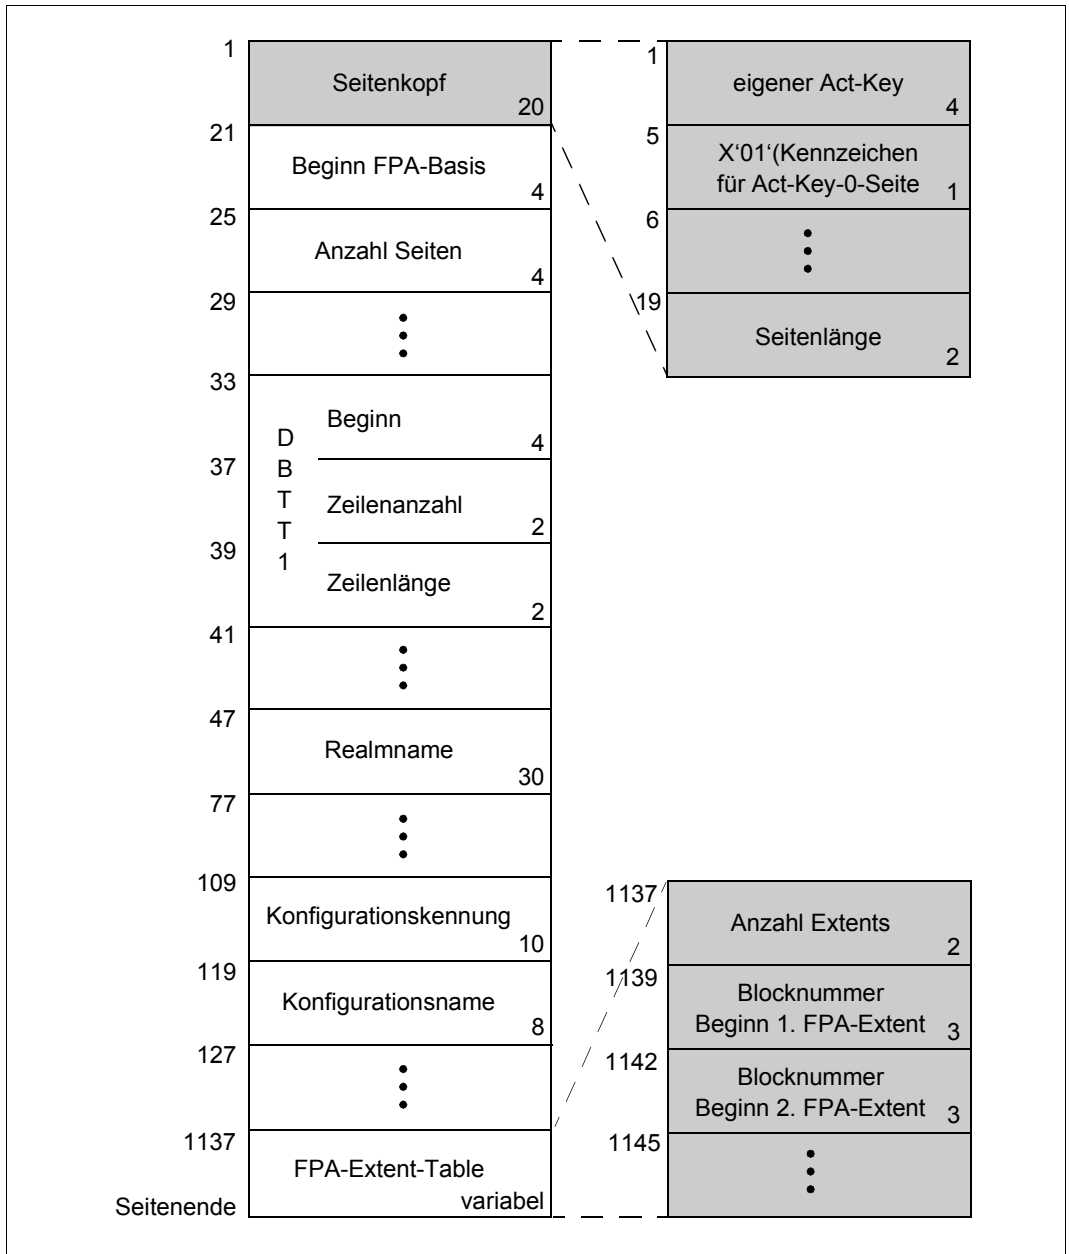 1
Seitenkopf
20
21
Beginn FPA-Basis
4
25
Anzahl Seiten
4
29
33
D
B
T
T
1
Beginn
4
37
Zeilenanzahl
2
39
Zeilenlänge
2
41
47
Realmname
30
77
109
Konfigurationskennung
10
119
Konfigurationsname
8
127
1137
FPA-Extent-Table
variabel
Seitenende
1
eigener Act-Key
4
5
X‘01‘(Kennzeichen
für Act-Key-0-Seite
1
6
19
Seitenlänge
2
1137
Anzahl Extents
2
1139
Blocknummer
Beginn 1. FPA-Extent
3
1142
Blocknummer
Beginn 2. FPA-Extent
3
1145